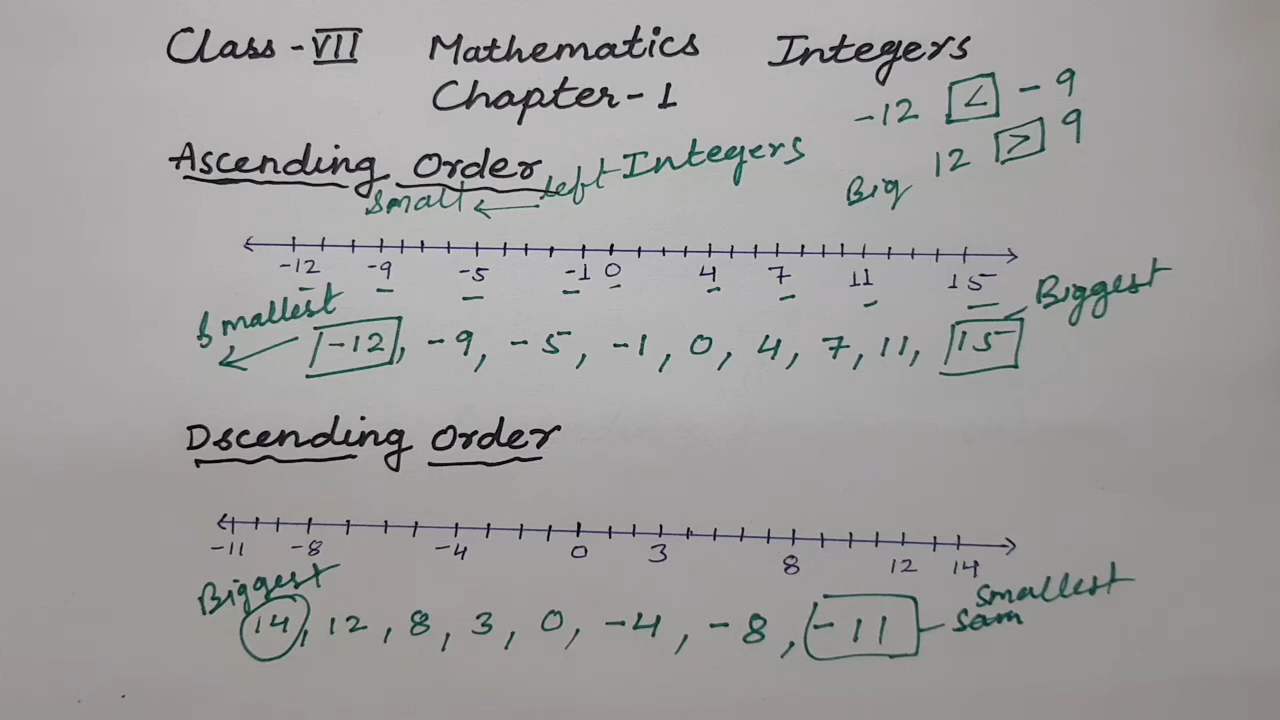 Class - VII Mathematics Integers
Chapter - 1
-12 < -9
12 > 9
Big
Ascending Order Integers
small ← left
-12 -9 -5 -1 0 4 7 11 15
smallest Biggest
-12, -9, -5, -1, 0, 4, 7, 11, 15
Dscending Order
-11 -8 -4 0 3 8 12 14
Biggest smallest
14, 12, 8, 3, 0, -4, -8, -11 sam